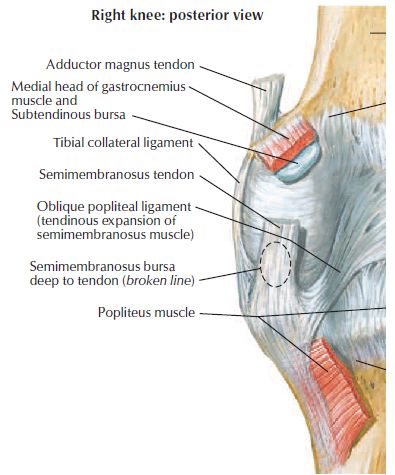 Right knee: posterior view
Adductor magnus tendon
Medial head of gastrocnemius
muscle and
Subtendinous bursa
Tibial collateral ligament
Semimembranosus tendon
Oblique popliteal ligament
(tendinous expansion of
semimembranosus muscle)
Semimembranosus bursa
deep to tendon (broken line)
Popliteus muscle